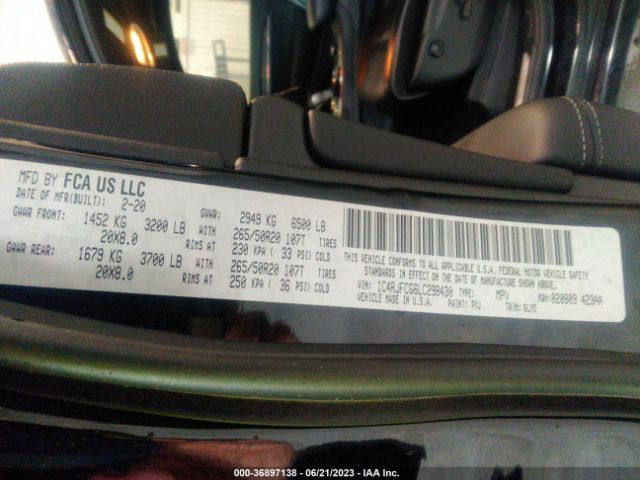 MFD BY FCA US LLC
DATE OF MFR(BUILT): 2-20 GVWR: 2949 KG 6500 LB
GAWR FRONT: 1452 KG 3200 LB WITH 265/50R20 107T TIRES
20X8.0 RIMS AT 230 KPA ( 33 PSI) COLD
GAWR REAR: 1679 KG 3700 LB WITH 265/50R20 107T TIRES
20X8.0 RIMS AT 250 KPA ( 36 PSI) COLD
THIS VEHICLE CONFORMS TO ALL APPLICABLE U.S.A. FEDERAL MOTOR VEHICLE SAFETY
STANDARDS IN EFFECT IN U.S.A. ON THE DATE OF MANUFACTURE SHOWN ABOVE.
VIN: 1C4RJFCG6LC298430 TYPE: MPV MDH: 020809 423AA
MADE IN U.S.A. PAINT: PXJ TRIM: GLX5
000-36897138 - 06/21/2023 - IAA Inc.